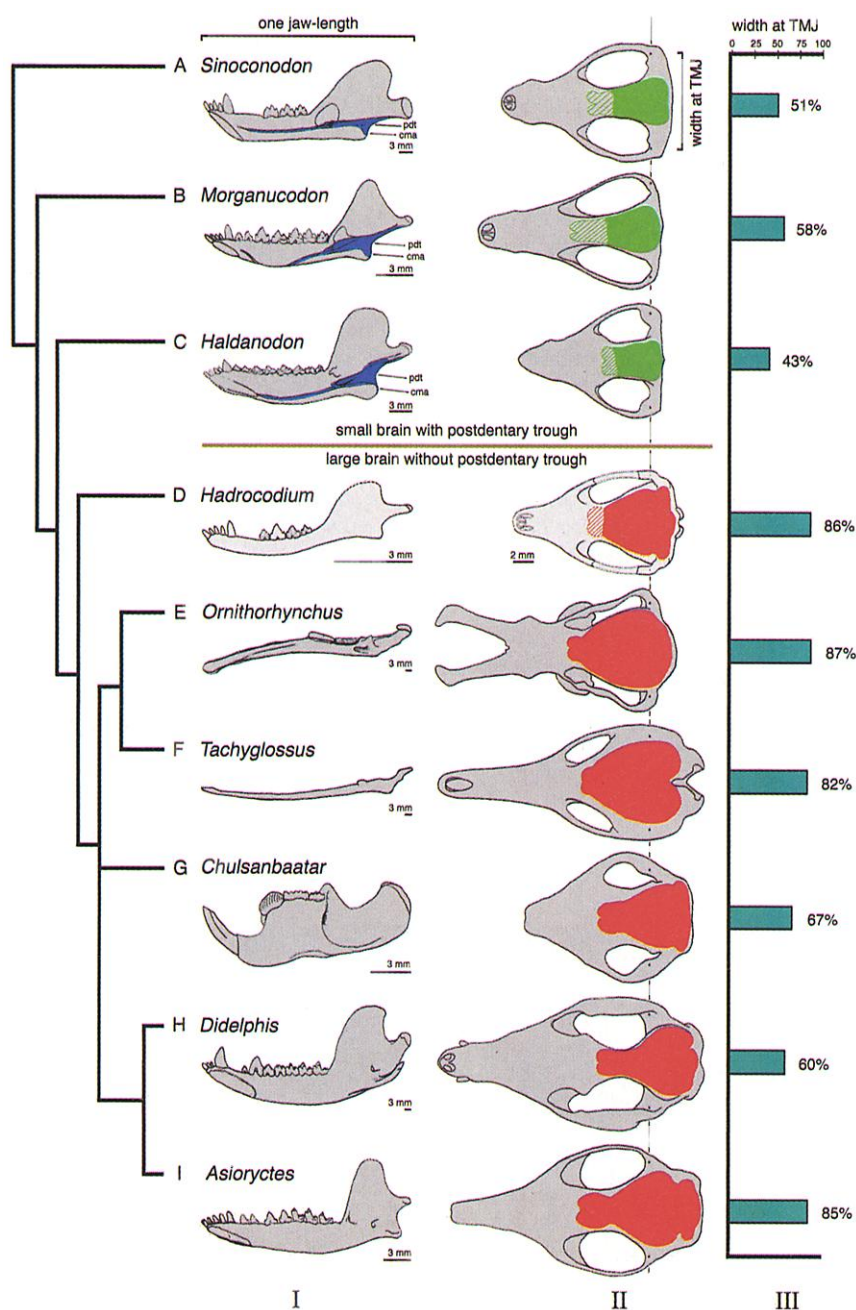 one jaw-length
width at TMJ
0 25 50 75 100
A Sinoconodon
pdt
cma
3 mm
width at TMJ
51%
B Morganucodon
pdt
cma
3 mm
58%
C Haldanodon
pdt
cma
3 mm
43%
small brain with postdentary trough
large brain without postdentary trough
D Hadrocodium
3 mm
2 mm
86%
E Ornithorhynchus
3 mm
87%
F Tachyglossus
3 mm
82%
G Chulsanbaatar
3 mm
67%
H Didelphis
3 mm
60%
I Asioryctes
3 mm
85%
I II III